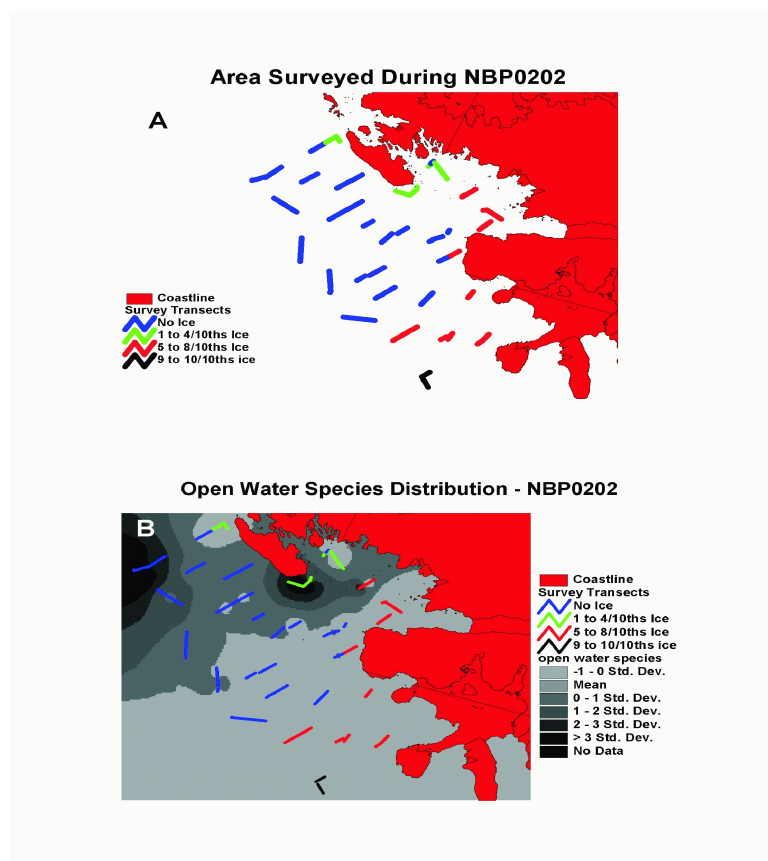 Area Surveyed During NBP0202
A
Coastline
Survey Transects
No Ice
1 to 4/10ths Ice
5 to 8/10ths Ice
9 to 10/10ths ice
Open Water Species Distribution - NBP0202
B
Coastline
Survey Transects
No Ice
1 to 4/10ths Ice
5 to 8/10ths Ice
9 to 10/10ths Ice
open water species
-1 - 0 Std. Dev.
Mean
0 - 1 Std. Dev.
1 - 2 Std. Dev.
2 - 3 Std. Dev.
> 3 Std. Dev.
No Data